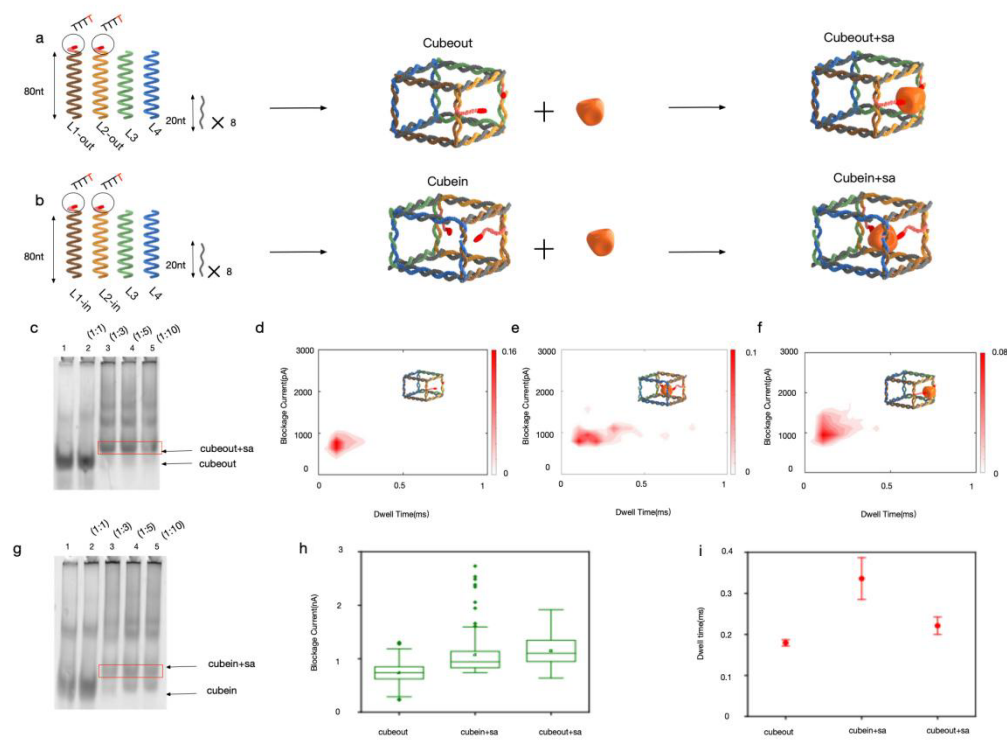 a
TTTT TTTT
80nt
20nt × 8
L1-out L2-out L3 L4
Cubeout
+
Cubeout+sa
b
TTTT TTTT
80nt
20nt × 8
L1-in L2-in L3 L4
Cubein
+
Cubein+sa
c
(1:1) (1:3) (1:5) (1:10)
1 2 3 4 5
cubeout+sa
cubeout
d
3000
2000
1000
0
Blockage Current(pA)
0 0.5 1
Dwell Time(ms)
0.16
0
e
3000
2000
1000
0
Blockage Current(pA)
0 0.5 1
Dwell Time(ms)
0.1
0
f
3000
2000
1000
0
Blockage Current(pA)
0 0.5 1
Dwell Time(ms)
0.08
0
g
(1:1) (1:3) (1:5) (1:10)
1 2 3 4 5
cubein+sa
cubein
h
3
2
1
0
Blockage Current(nA)
cubeout cubein+sa cubeout+sa
i
0.4
0.3
0.2
0.1
0.0
Dwell time(ms)
cubeout cubein+sa cubeout+sa